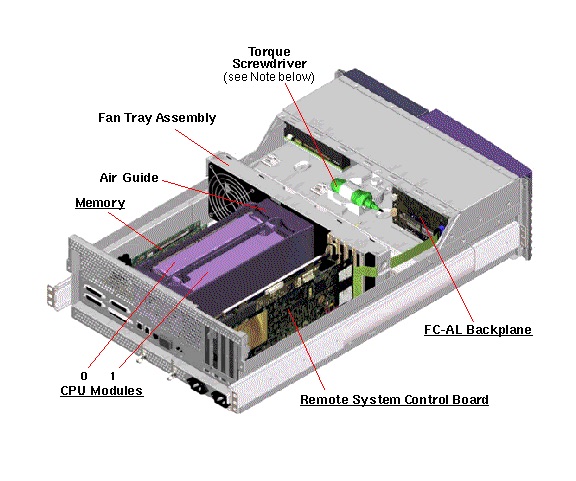 Torque
Screwdriver
(see Note below)
Fan Tray Assembly
Air Guide
Memory
FC-AL Backplane
0 1
CPU Modules
Remote System Control Board